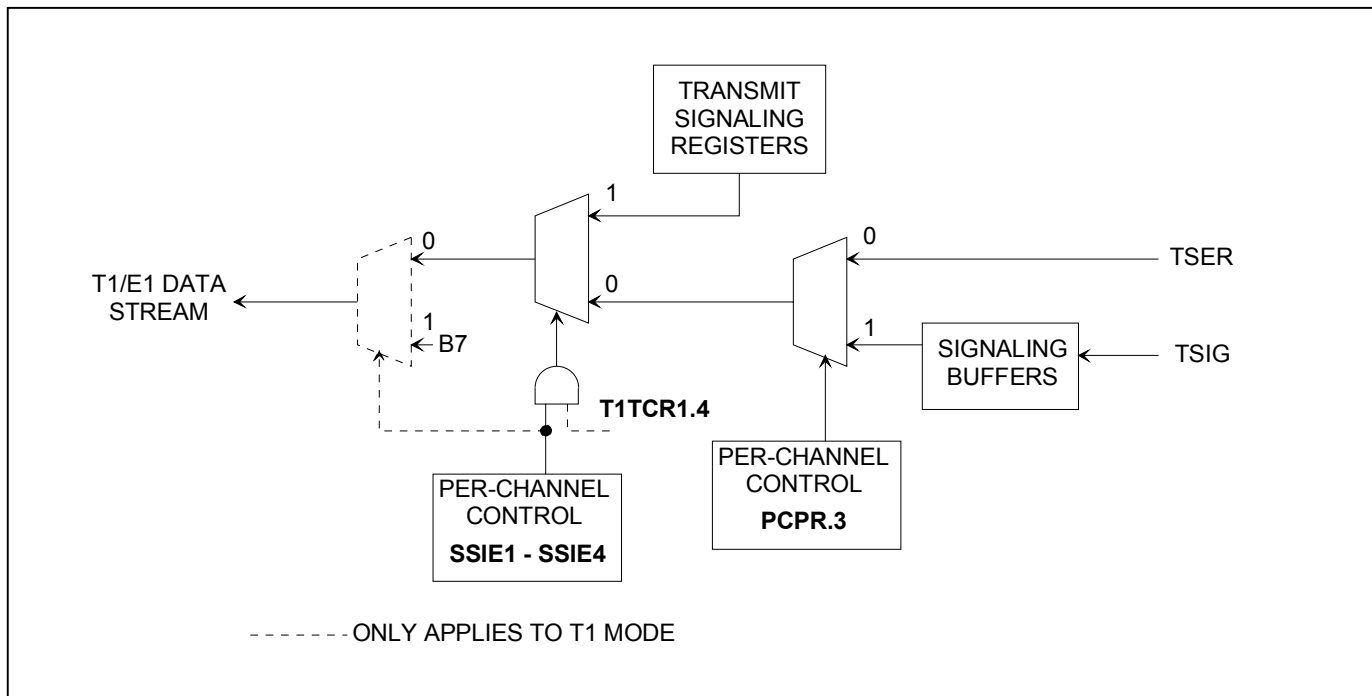 TRANSMIT
SIGNALING
REGISTERS
1
0
0
TSER
T1/E1 DATA
STREAM
0
1
B7
1
SIGNALING
BUFFERS
TSIG
T1TCR1.4
PER-CHANNEL
CONTROL
SSIE1 - SSIE4
PER-CHANNEL
CONTROL
PCPR.3
ONLY APPLIES TO T1 MODE